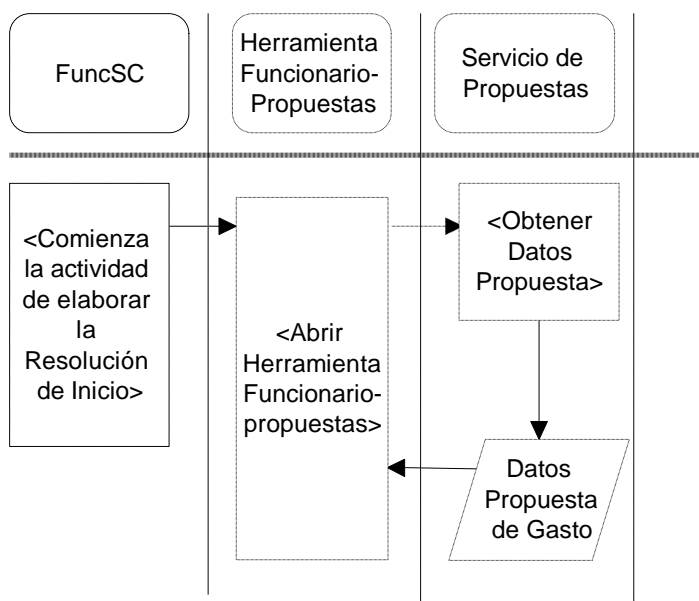 FuncSC
Herramienta
Funcionario-
Propuestas
Servicio de
Propuestas
<Comienza
la actividad
de elaborar
la
Resolución
de Inicio>
<Abrir
Herramienta
Funcionario-
propuestas>
<Obtener
Datos
Propuesta>
Datos
Propuesta
de Gasto